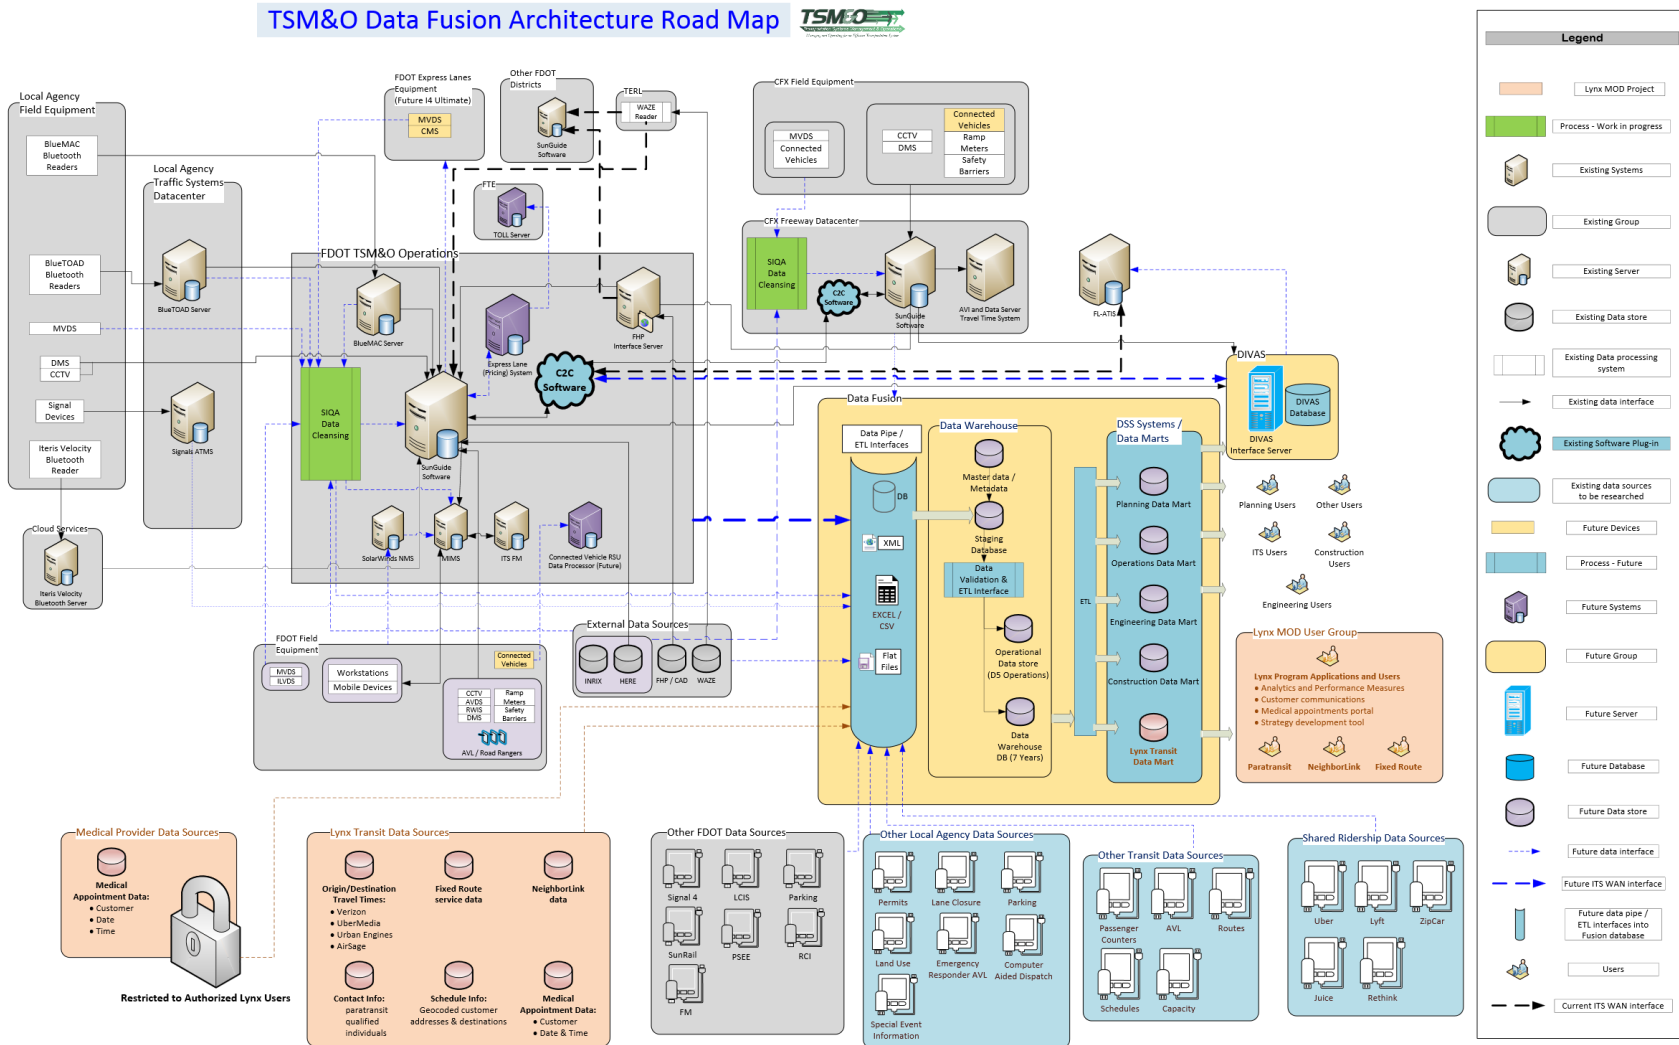 TSM&O Data Fusion Architecture Road Map
TSM&O
Local Agency
Field Equipment
BlueMAC
Bluetooth
Readers
BlueTOAD
Bluetooth
Readers
MVDS
DMS
CCTV
Signal
Devices
Iteris Velocity
Bluetooth
Reader
Cloud Services
Iteris Velocity
Bluetooth Server
Local Agency
Traffic Systems
Datacenter
BlueTOAD Server
Signals ATMS
FDOT Express Lanes
Equipment
(Future I4 Ultimate)
MVDS
CMS
Other FDOT
Districts
SunGuide
Software
TERL
WAZE
Reader
FTE
TOLL Server
FDOT TSM&O Operations
BlueMAC Server
Express Lane
(Pricing) System
FHP
Interface Server
C2C
Software
SIQA
Data
Cleansing
SunGuide
Software
SolarWinds NMS
MIMS
ITS FM
Connected Vehicle RSU
Data Processor (Future)
CFX Field Equipment
MVDS
Connected
Vehicles
CCTV
DMS
Connected
Vehicles
Ramp
Meters
Safety
Barriers
CFX Freeway Datacenter
SIQA
Data
Cleansing
C2C
Software
SunGuide
Software
AVI and Data Server
Travel Time System
FL-ATIS
DIVAS
DIVAS
Database
DIVAS
Interface Server
FDOT Field
Equipment
MVDS
ILVDS
Workstations
Mobile Devices
Connected
Vehicles
CCTV
AVDS
RWIS
DMS
Ramp
Meters
Safety
Barriers
AVL / Road Rangers
External Data Sources
INRIX
HERE
FHP / CAD
WAZE
Data Fusion
Data Pipe /
ETL Interfaces
DB
XML
EXCEL /
CSV
Flat
Files
Data Warehouse
Master data /
Metadata
Staging
Database
Data
Validation &
ETL Interface
Operational
Data store
(D5 Operations)
Data
Warehouse
DB (7 Years)
ETL
DSS Systems /
Data Marts
Planning Data Mart
Operations Data Mart
Engineering Data Mart
Construction Data Mart
Lynx Transit
Data Mart
Planning Users
Other Users
ITS Users
Construction
Users
Engineering Users
Lynx MOD User Group
Lynx Program Applications and Users
• Analytics and Performance Measures
• Customer communications
• Medical appointments portal
• Strategy development tool
Paratransit
NeighborLink
Fixed Route
Medical Provider Data Sources
Medical
Appointment Data:
• Customer
• Date
• Time
Restricted to Authorized Lynx Users
Lynx Transit Data Sources
Origin/Destination
Travel Times:
• Verizon
• UberMedia
• Urban Engines
• AirSage
Fixed Route
service data
NeighborLink
data
Contact Info:
paratransit
qualified
individuals
Schedule Info:
Geocoded customer
addresses & destinations
Medical
Appointment Data:
• Customer
• Date & Time
Other FDOT Data Sources
Signal 4
LCIS
Parking
SunRail
PSEE
RCI
FM
Other Local Agency Data Sources
Permits
Lane Closure
Parking
Land Use
Emergency
Responder AVL
Computer
Aided Dispatch
Special Event
Information
Other Transit Data Sources
Passenger
Counters
AVL
Routes
Schedules
Capacity
Shared Ridership Data Sources
Uber
Lyft
ZipCar
Juice
Rethink
Legend
Lynx MOD Project
Process - Work in progress
Existing Systems
Existing Group
Existing Server
Existing Data store
Existing Data processing
system
Existing data interface
Existing Software Plug-in
Existing data sources
to be researched
Future Devices
Process - Future
Future Systems
Future Group
Future Server
Future Database
Future Data store
Future data interface
Future ITS WAN interface
Future data pipe /
ETL interfaces into
Fusion database
Users
Current ITS WAN interface